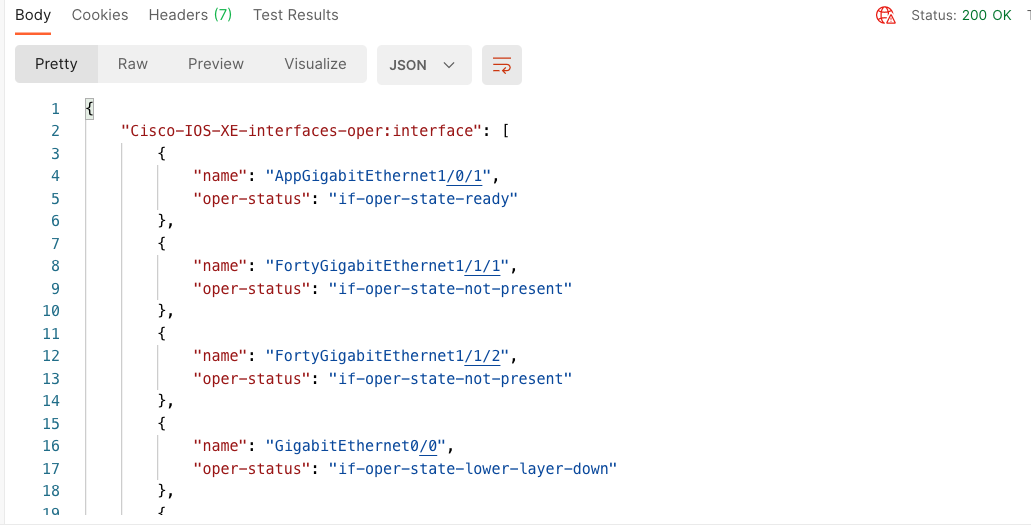 Body Cookies Headers (7) Test Results Status: 200 OK
Pretty Raw Preview Visualize JSON
1 {
2 "Cisco-IOS-XE-interfaces-oper:interface": [
3 {
4 "name": "AppGigabitEthernet1/0/1",
5 "oper-status": "if-oper-state-ready"
6 },
7 {
8 "name": "FortyGigabitEthernet1/1/1",
9 "oper-status": "if-oper-state-not-present"
10 },
11 {
12 "name": "FortyGigabitEthernet1/1/2",
13 "oper-status": "if-oper-state-not-present"
14 },
15 {
16 "name": "GigabitEthernet0/0",
17 "oper-status": "if-oper-state-lower-layer-down"
18 },
19 {